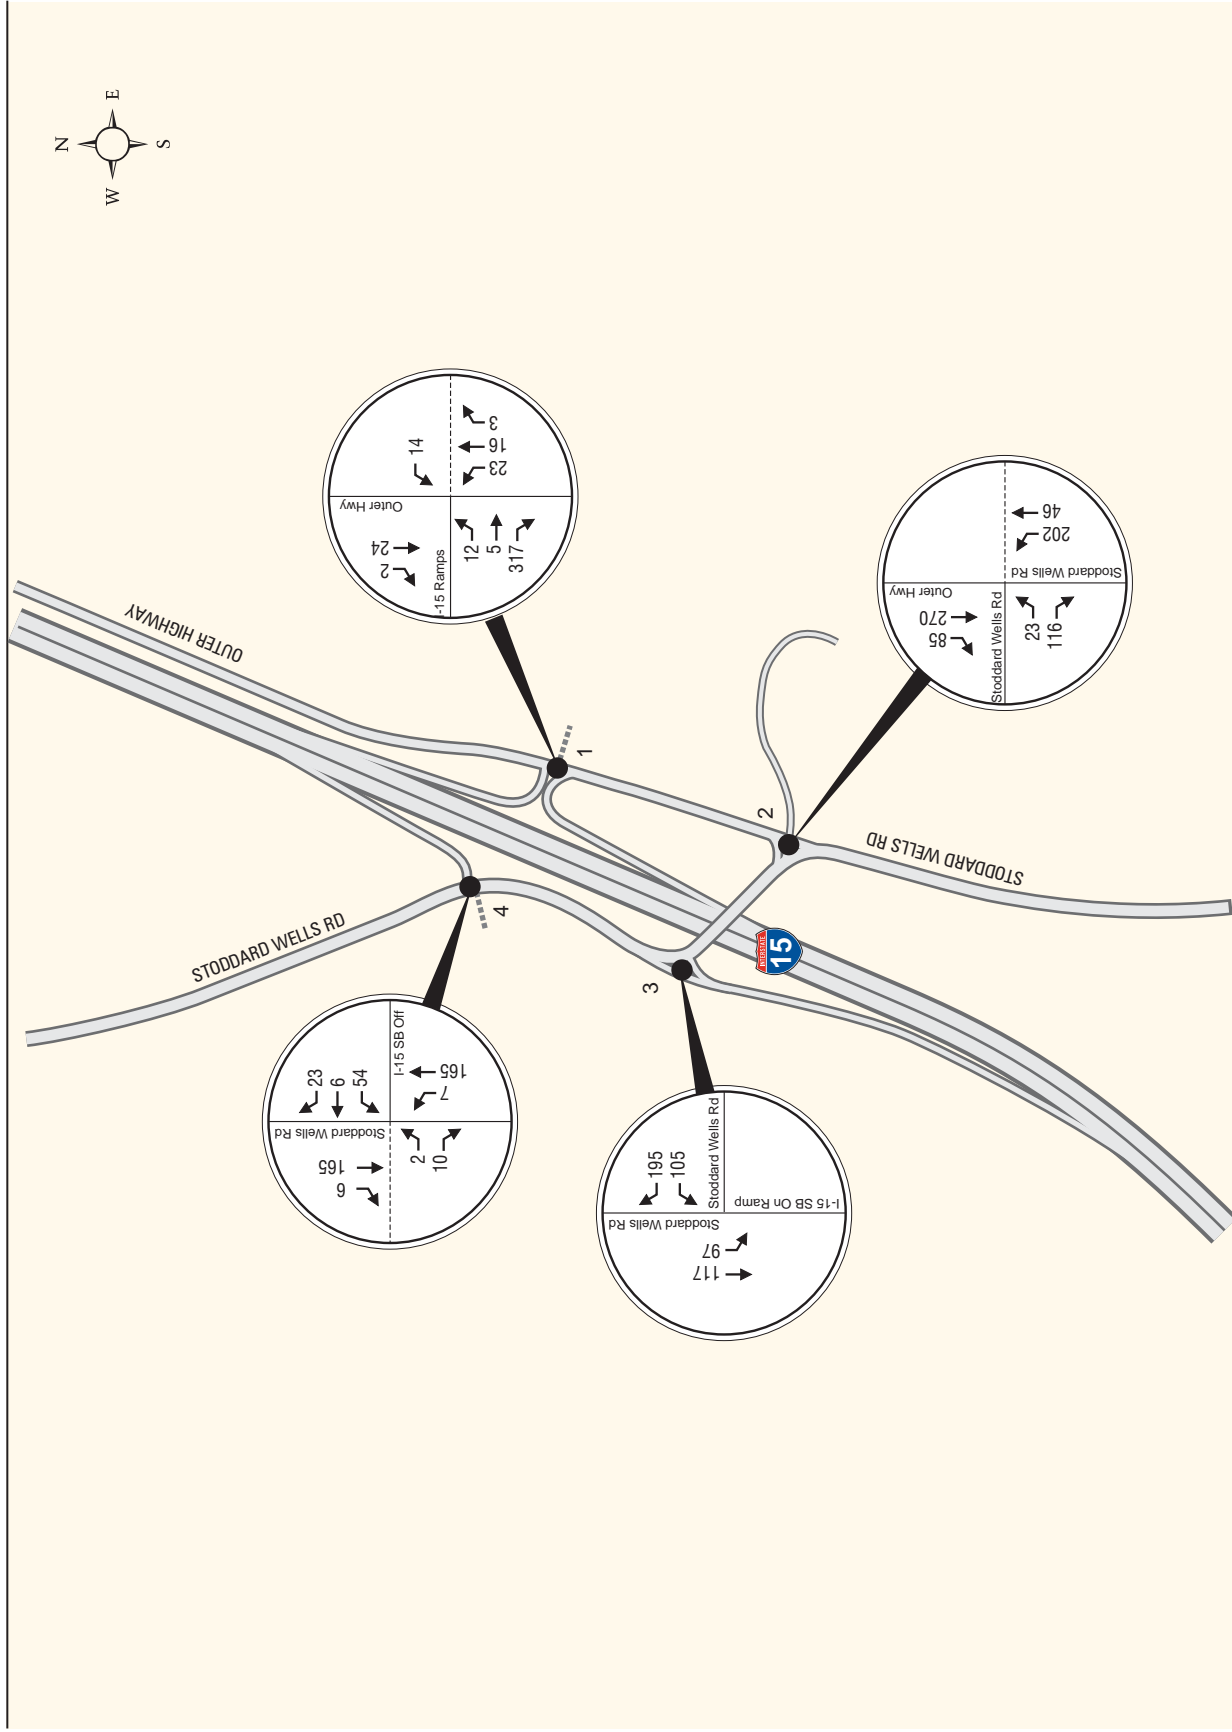 N
W
E
S
OUTER HIGHWAY
14
Outer Hwy
24
2
I-15 Ramps
3
16
23
12
5
317
1
STODDARD WELLS RD
4
23
6
54
I-15 SB Off
Stoddard Wells Rd
165
6
165
7
2
10
2
Outer Hwy
270
85
Stoddard Wells Rd
46
202
Stoddard Wells Rd
23
116
STODDARD WELLS RD
INTERSTATE
15
3
195
105
Stoddard Wells Rd
Stoddard Wells Rd
I-15 SB On Ramp
97
117